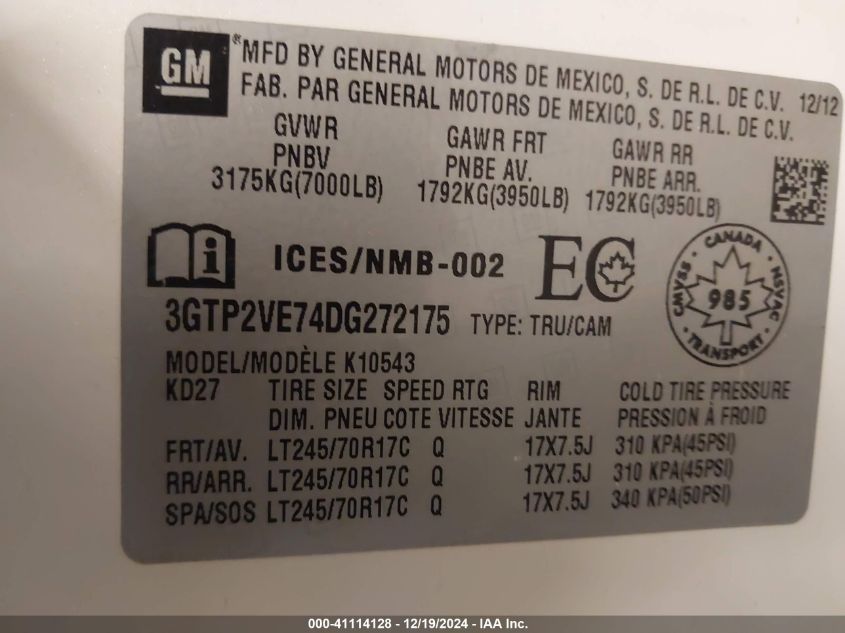 GM
®MFD BY GENERAL MOTORS DE MEXICO, S. DE R.L. DE C.V. 12/12
FAB. PAR GENERAL MOTORS DE MEXICO, S. DE R.L. DE C.V.
GVWR GAWR FRT GAWR RR
PNBV PNBE AV. PNBE ARR.
3175KG(7000LB) 1792KG(3950LB) 1792KG(3950LB)
i ICES/NMB-002 EC
CANADA
CMVSS 985 NSVAC
TRANSPORT
3GTP2VE74DG272175 TYPE: TRU/CAM
MODEL/MODÈLE K10543
KD27 TIRE SIZE SPEED RTG RIM COLD TIRE PRESSURE
DIM. PNEU COTE VITESSE JANTE PRESSION À FROID
FRT/AV. LT245/70R17C Q 17X7.5J 310 KPA(45PSI)
RR/ARR. LT245/70R17C Q 17X7.5J 310 KPA(45PSI)
SPA/SOS LT245/70R17C Q 17X7.5J 340 KPA(50PSI)
000-41114128 - 12/19/2024 - IAA Inc.